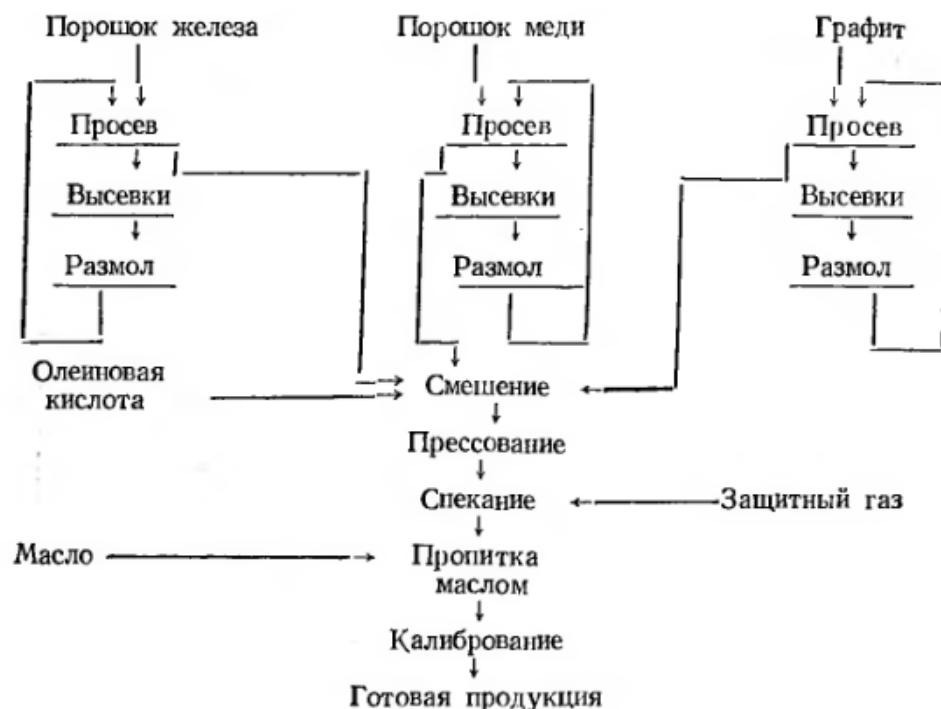 Порошок железа
Порошок меди
Графит
Просев
Просев
Просев
Высевки
Высевки
Высевки
Размол
Размол
Размол
Олеиновая
кислота
Смешение
Прессование
Спекание
Защитный газ
Масло
Пропитка
маслом
Калибрование
Готовая продукция